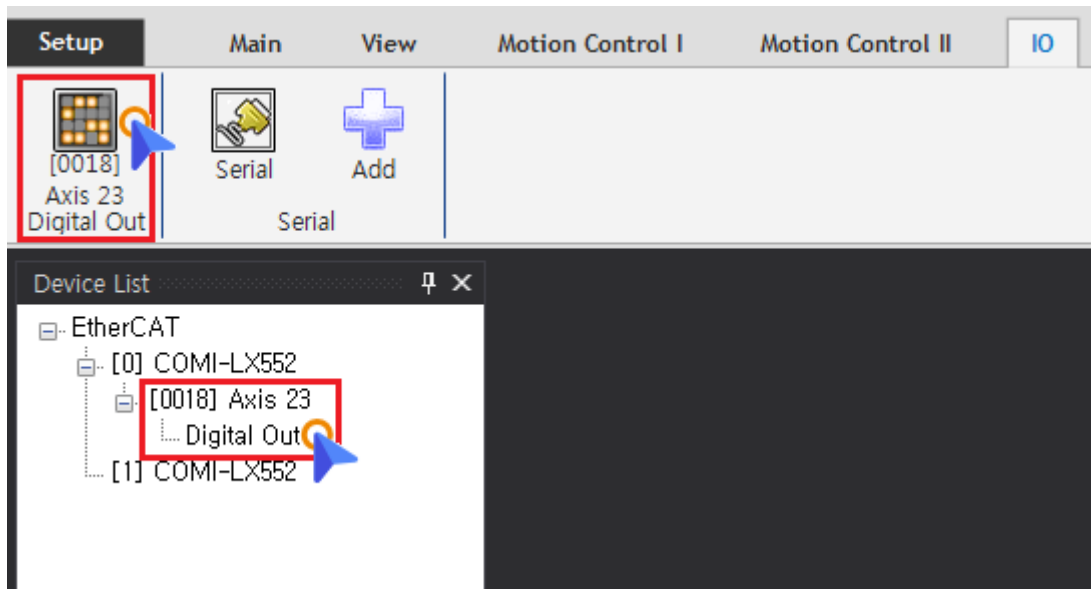 Setup Main View Motion Control I Motion Control II IO
[0018]
Axis 23
Digital Out
Serial
Add
Serial
Device List
EtherCAT
[0] COMI-LX552
[0018] Axis 23
Digital Out
[1] COMI-LX552